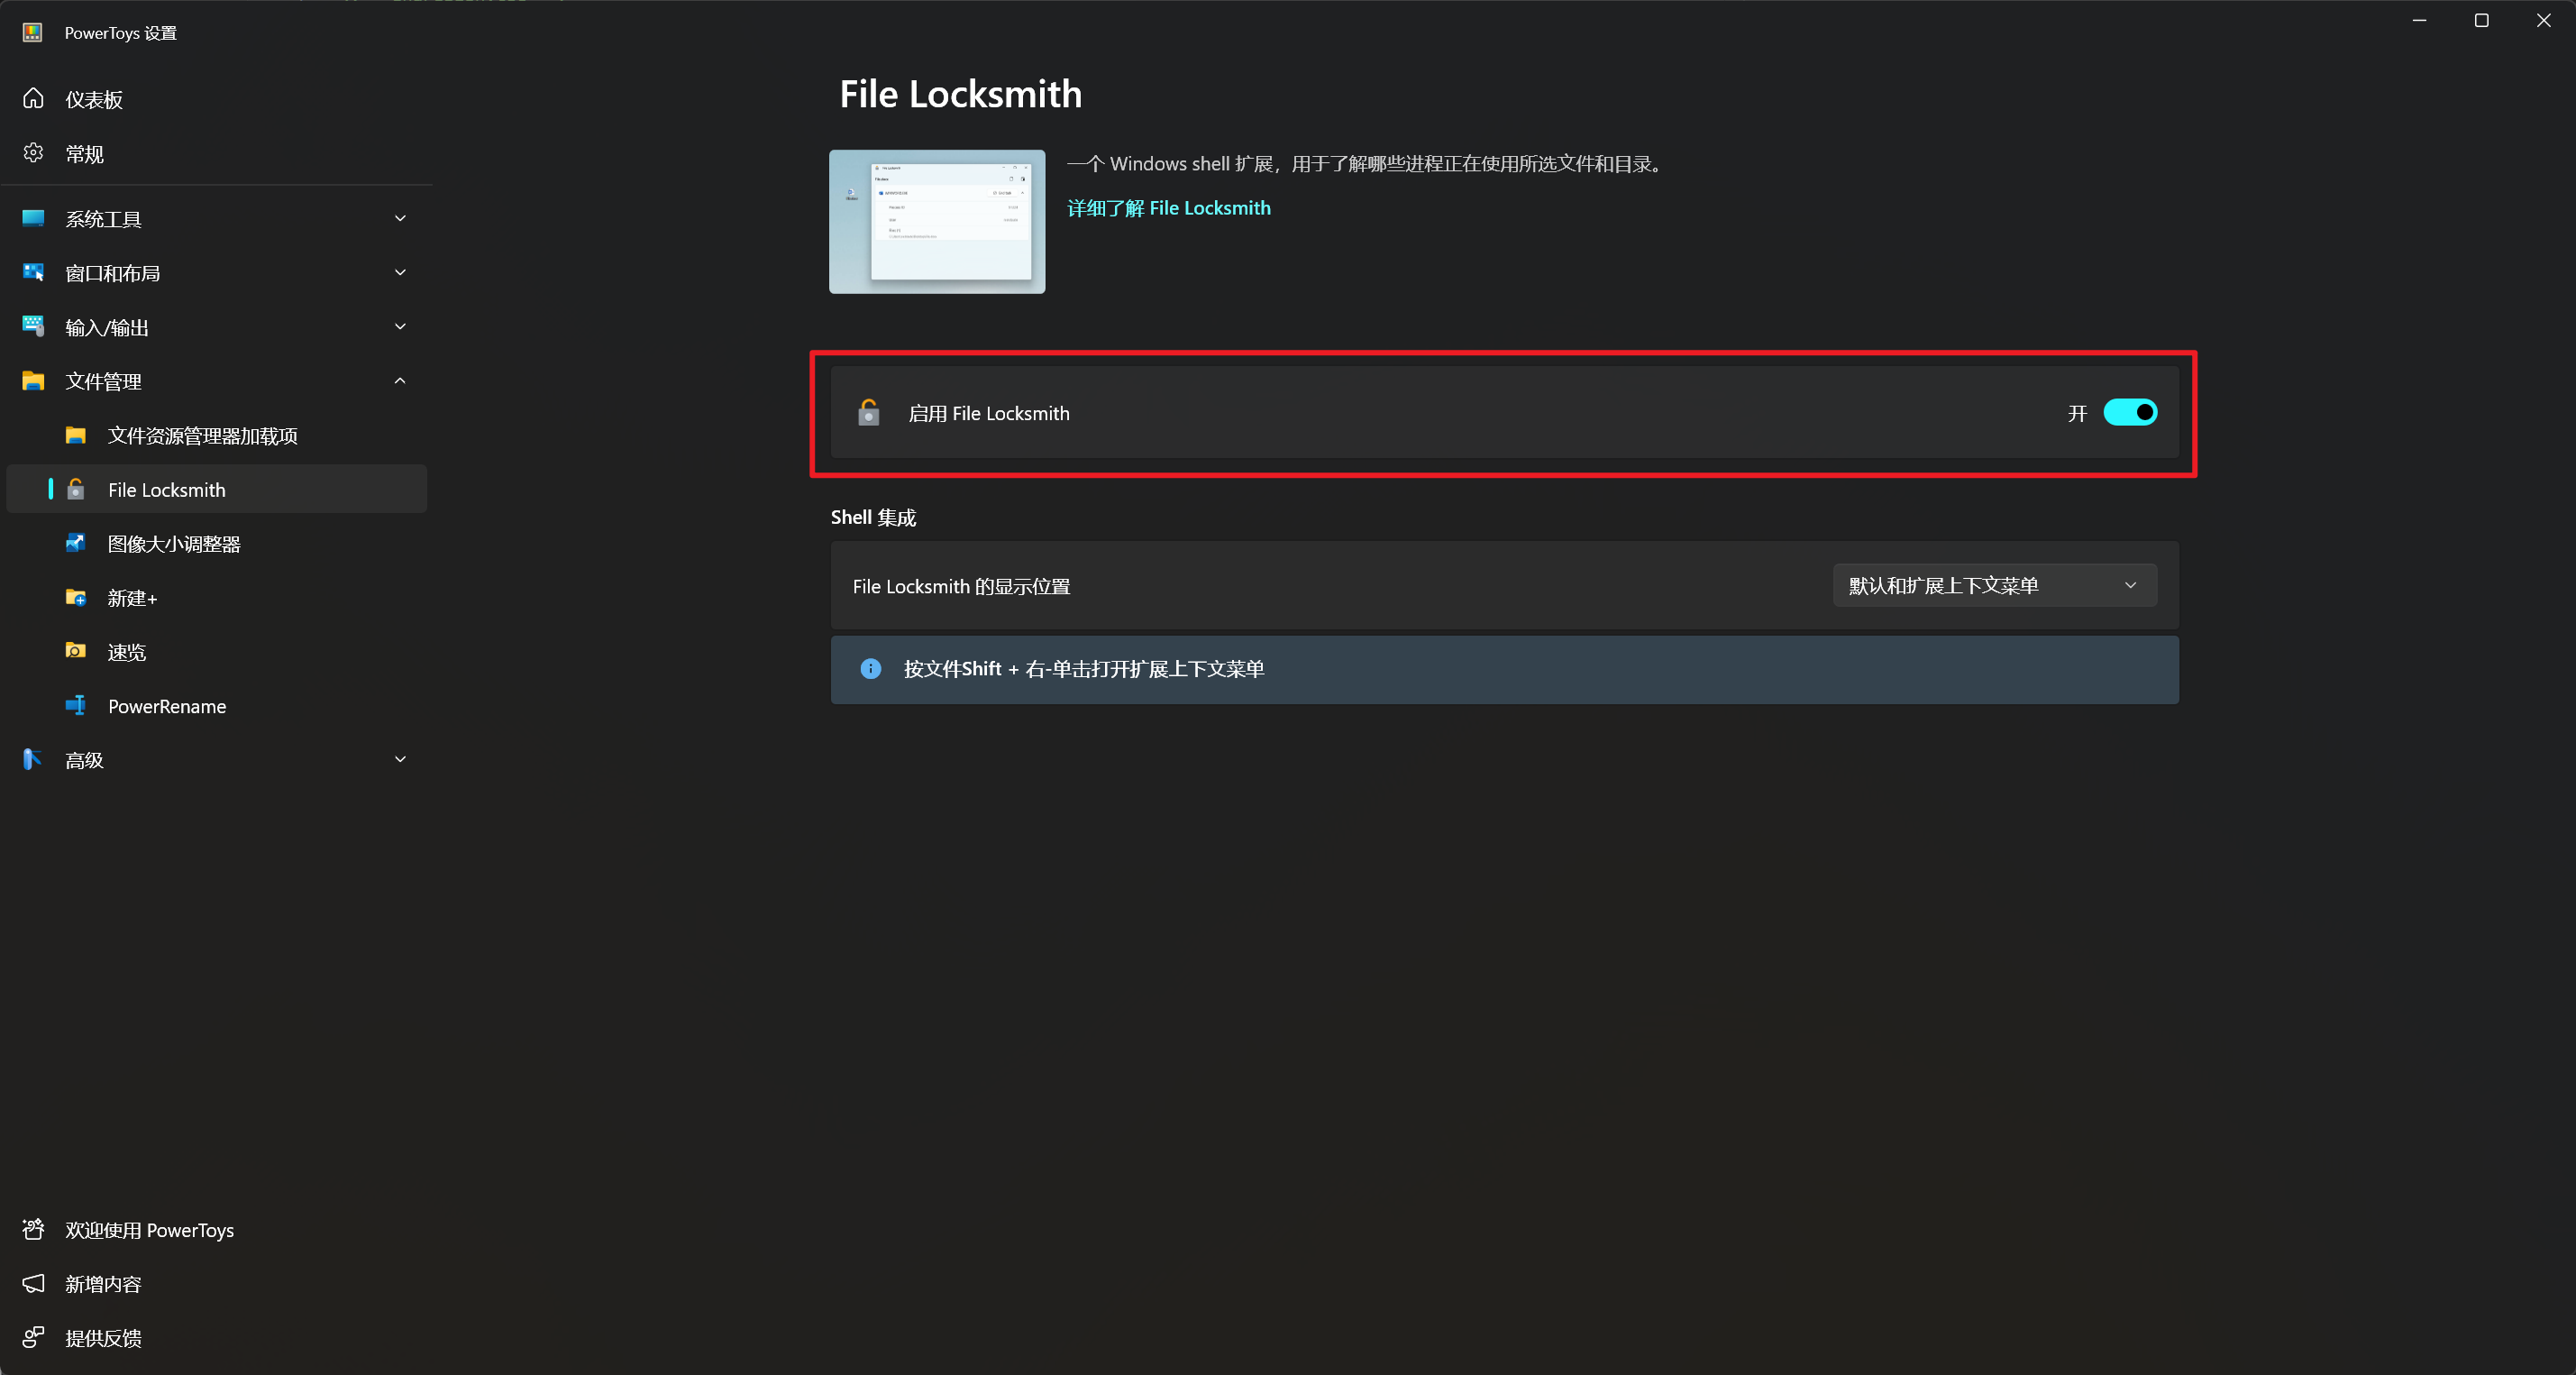 PowerToys 设置
仪表板
常规
系统工具
窗口和布局
输入/输出
文件管理
文件资源管理器加载项
File Locksmith
图像大小调整器
新建+
速览
PowerRename
高级
欢迎使用 PowerToys
新增内容
提供反馈
File Locksmith
一个 Windows shell 扩展，用于了解哪些进程正在使用所选文件和目录。
详细了解 File Locksmith
启用 File Locksmith
开
Shell 集成
File Locksmith 的显示位置
默认和扩展上下文菜单
按文件Shift + 右-单击打开扩展上下文菜单